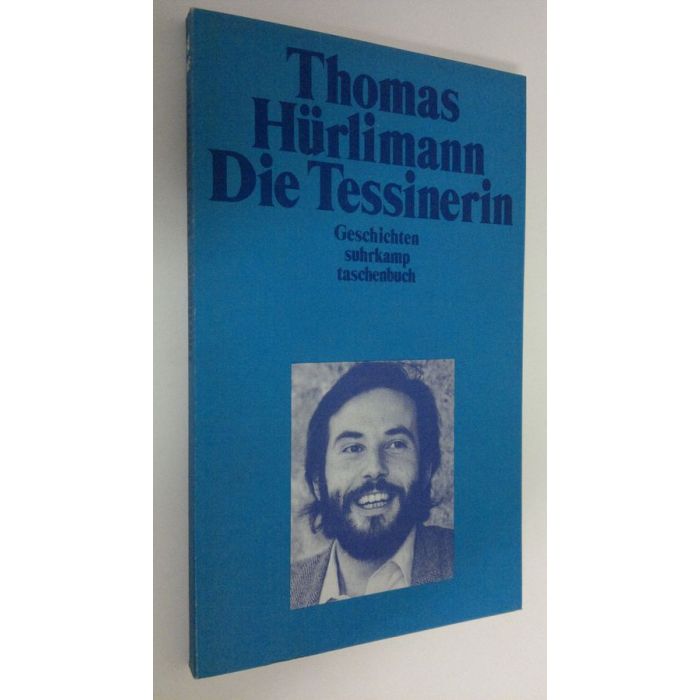 Thomas
Hürlimann
Die Tessinerin
Geschichten
suhrkamp
taschenbuch